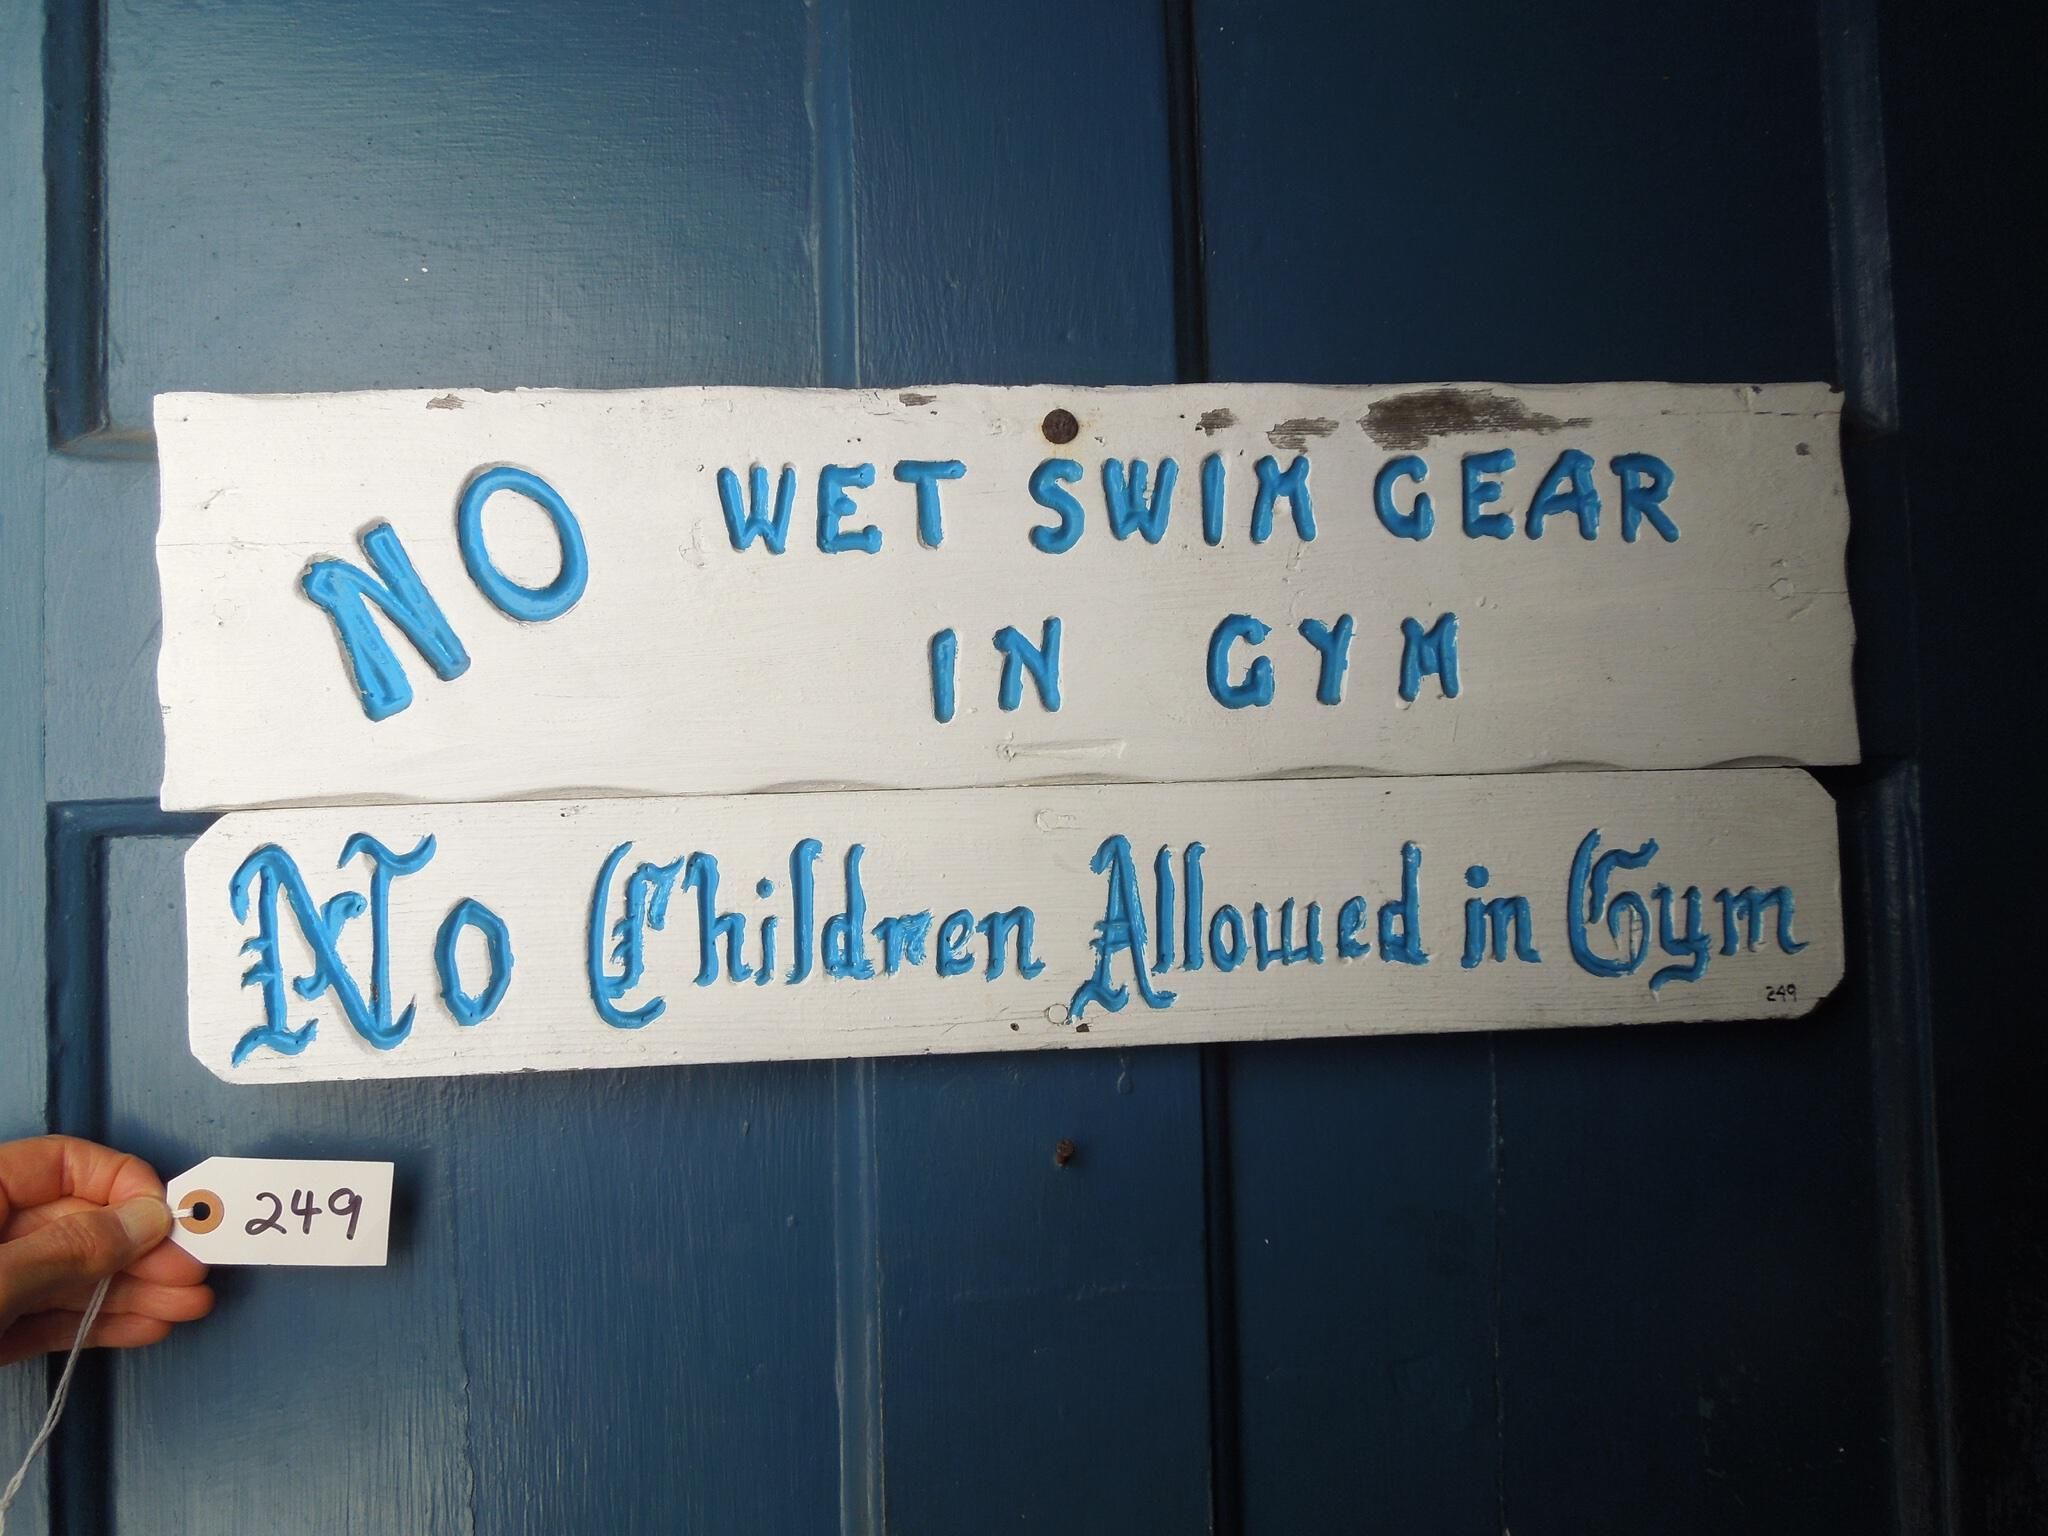 NO WET SWIM GEAR
IN GYM
No Children Allowed in Gym
249
249